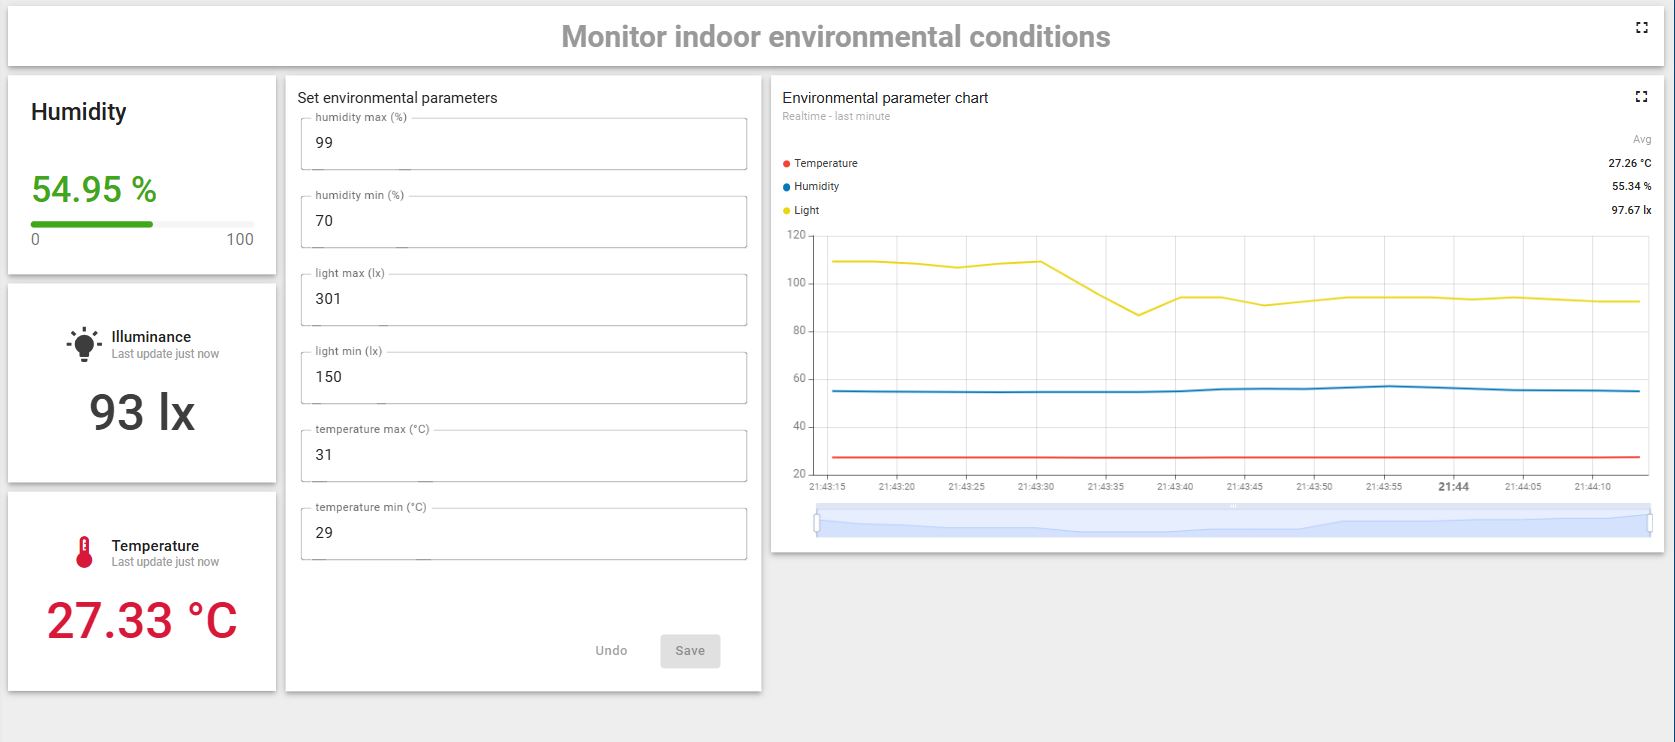 Monitor indoor environmental conditions
Humidity
54.95 %
0 100
Illuminance
Last update just now
93 lx
Temperature
Last update just now
27.33 °C
Set environmental parameters
humidity max (%)
99
humidity min (%)
70
light max (lx)
301
light min (lx)
150
temperature max (°C)
31
temperature min (°C)
29
Undo Save
Environmental parameter chart
Realtime - last minute
Avg
Temperature 27.26 °C
Humidity 55.34 %
Light 97.67 lx
120
100
80
60
40
20
21:43:15 21:43:20 21:43:25 21:43:30 21:43:35 21:43:40 21:43:45 21:43:50 21:43:55 21:44 21:44:05 21:44:10